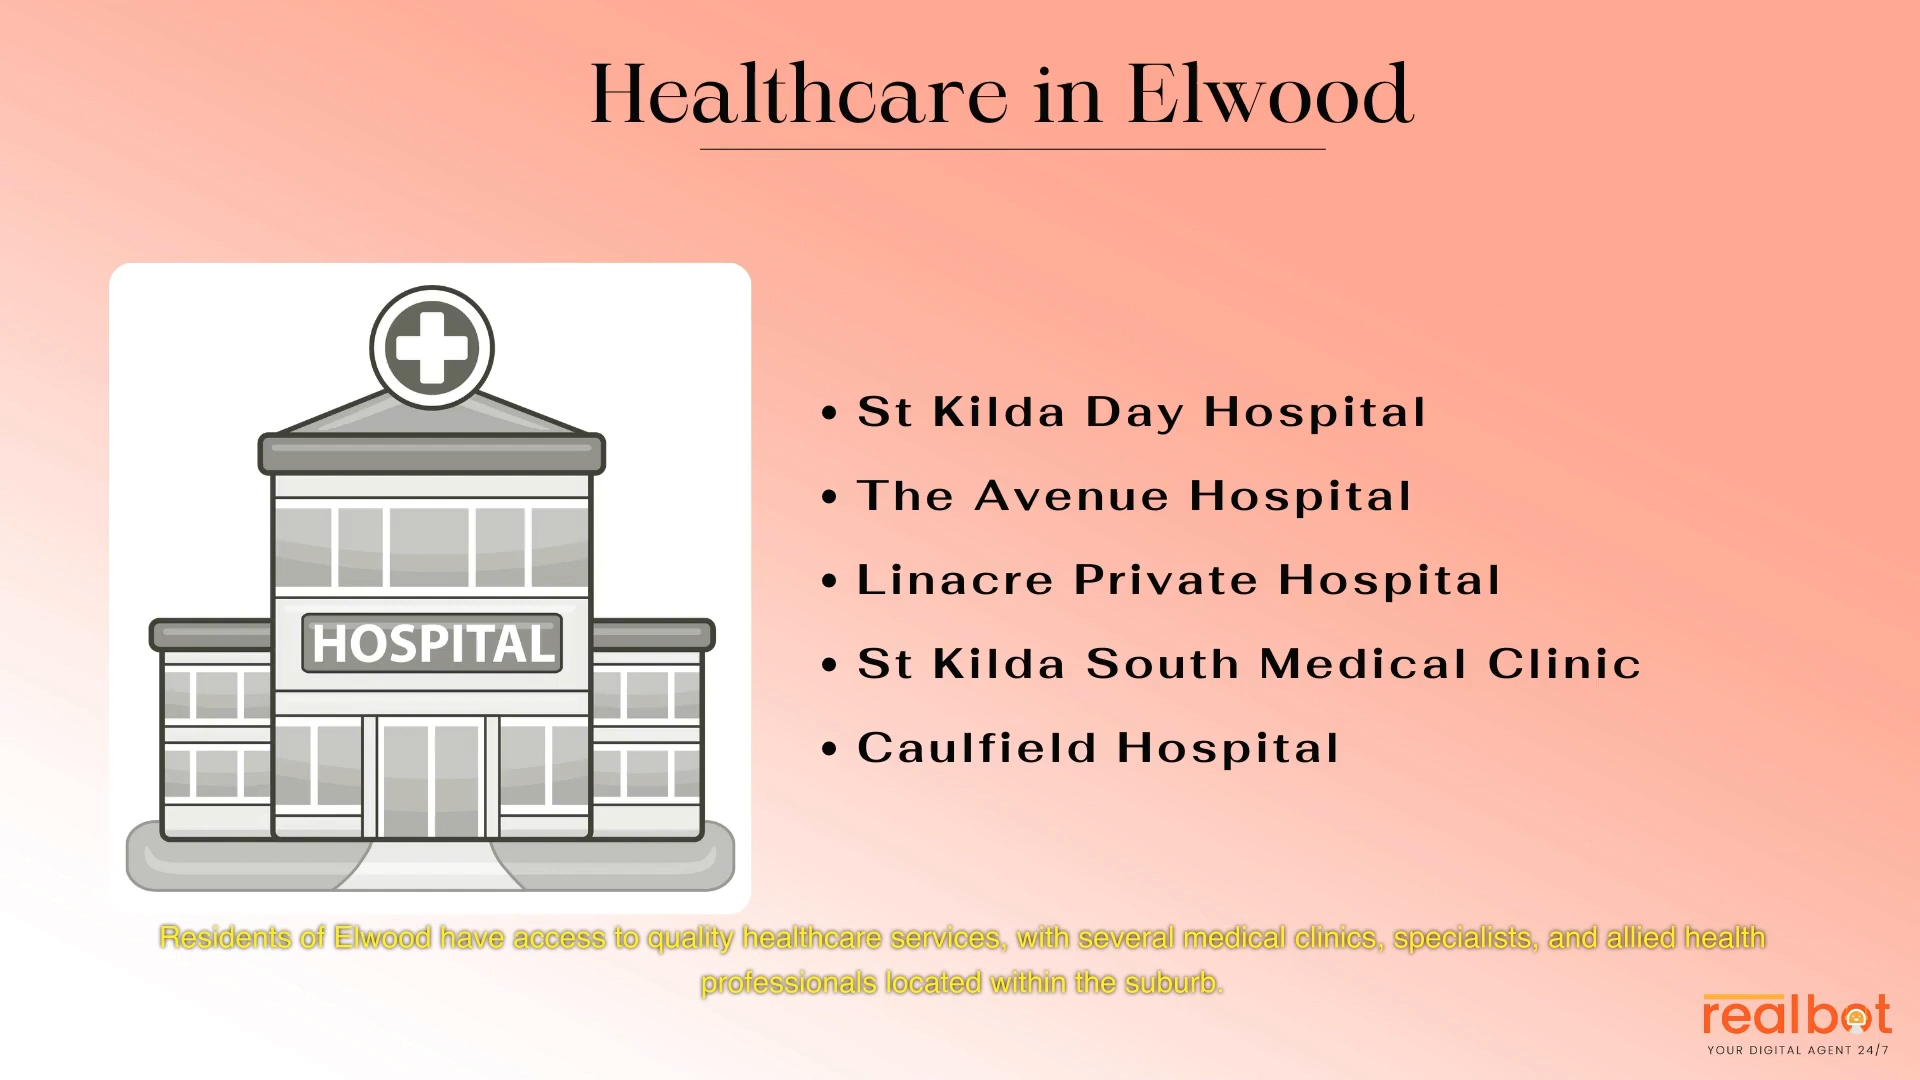 Healthcare in Elwood
HOSPITAL
St Kilda Day Hospital
The Avenue Hospital
Linacre Private Hospital
St Kilda South Medical Clinic
Caulfield Hospital
Residents of Elwood have access to quality healthcare services, with several medical clinics, specialists, and allied health
professionals located within the suburb.
realbot
YOUR DIGITAL AGENT 24/7